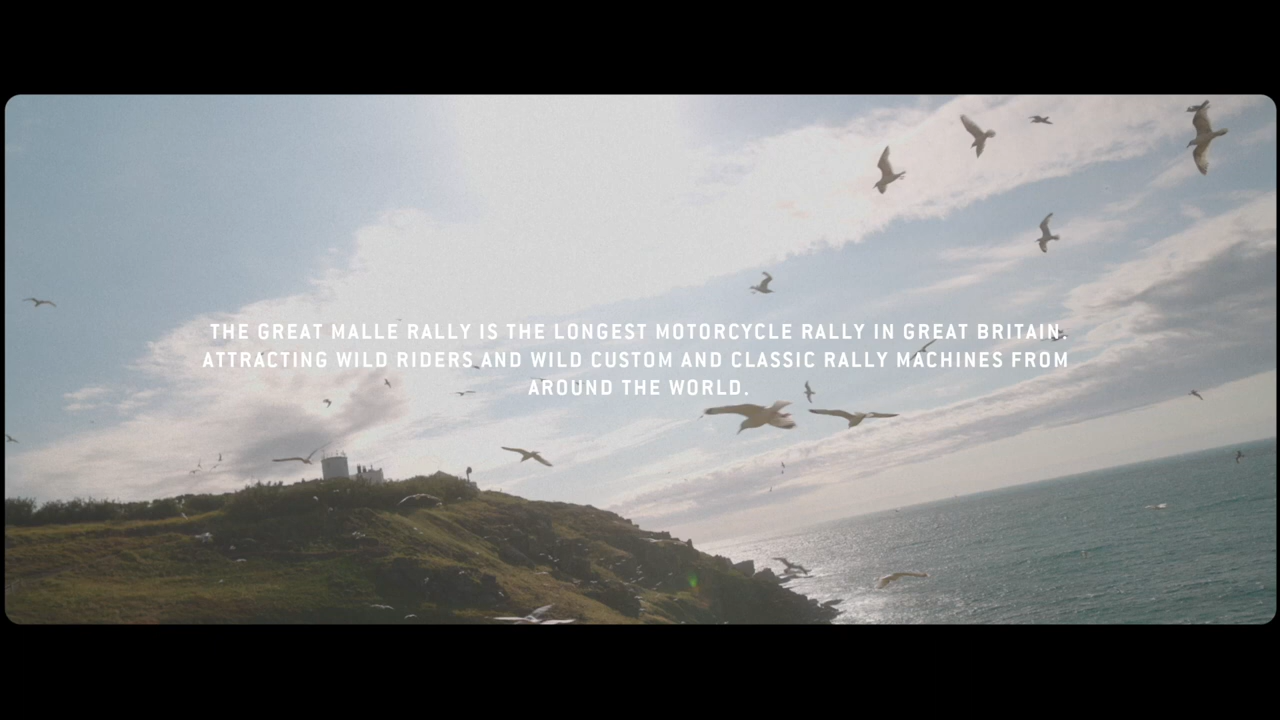 THE GREAT MALLE RALLY IS THE LONGEST MOTORCYCLE RALLY IN GREAT BRITAIN.
ATTRACTING WILD RIDERS AND WILD CUSTOM AND CLASSIC RALLY MACHINES FROM
AROUND THE WORLD.